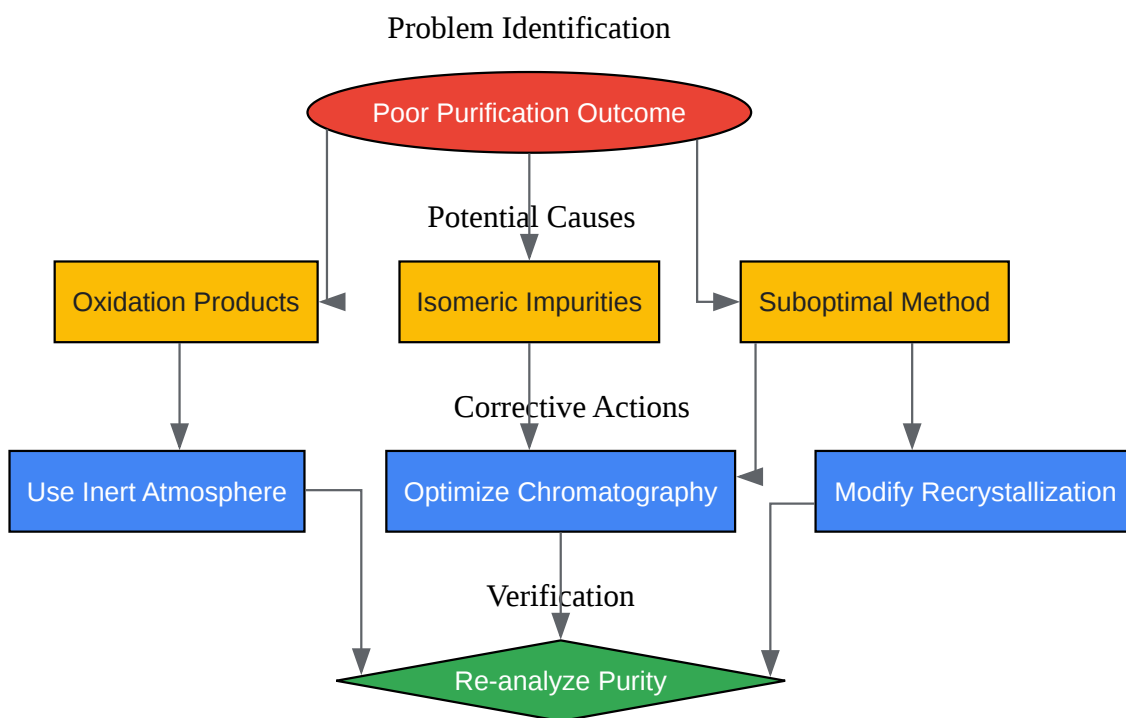 Problem Identification
Poor Purification Outcome
Potential Causes
Oxidation Products
Isomeric Impurities
Suboptimal Method
Corrective Actions
Use Inert Atmosphere
Optimize Chromatography
Modify Recrystallization
Verification
Re-analyze Purity